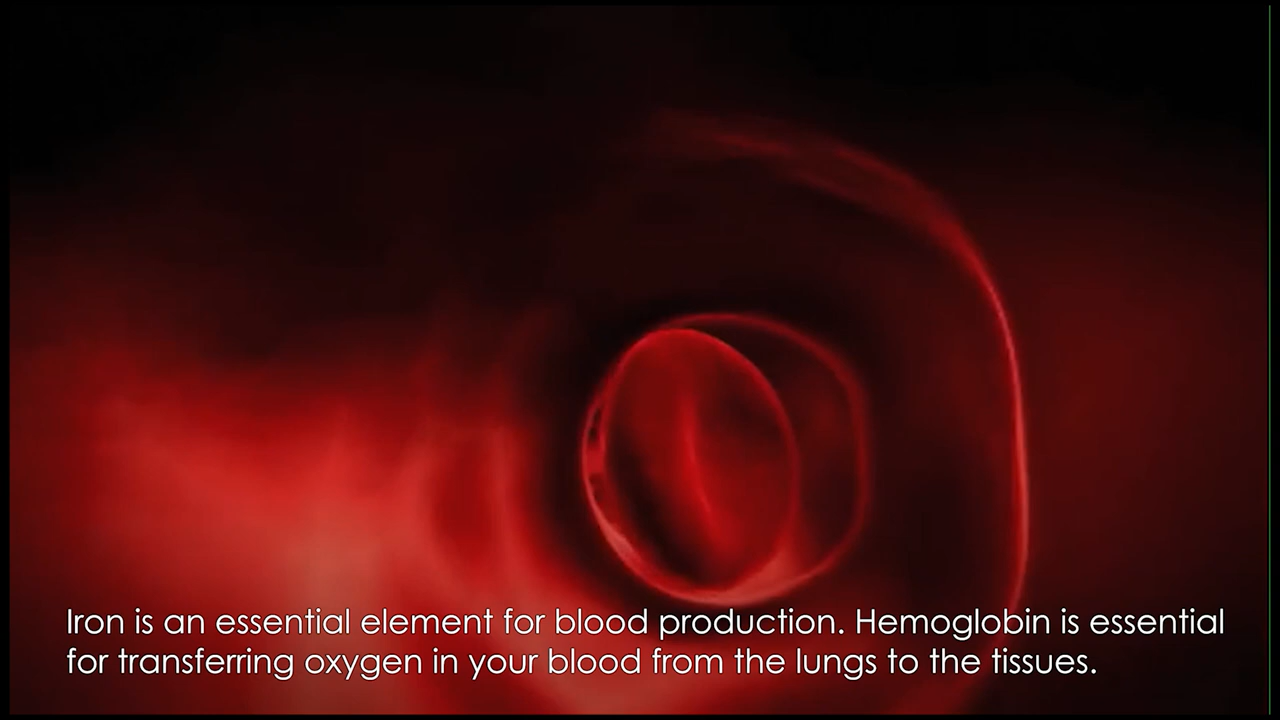 Iron is an essential element for blood production. Hemoglobin is essential
for transferring oxygen in your blood from the lungs to the tissues.